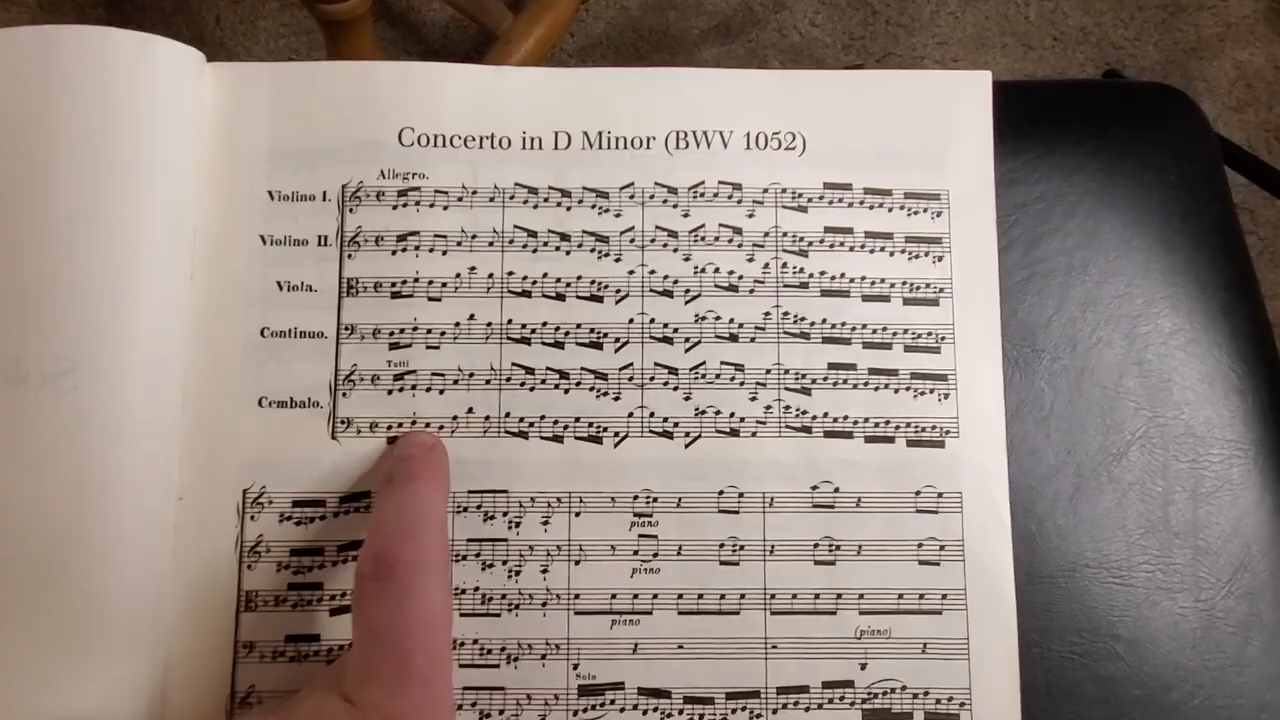 Concerto in D Minor (BWV 1052)
Allegro.
Violino I.
Violino II.
Viola.
Continuo.
Tutti
Cembalo.
piano
piano
piano
(piano)
Solo